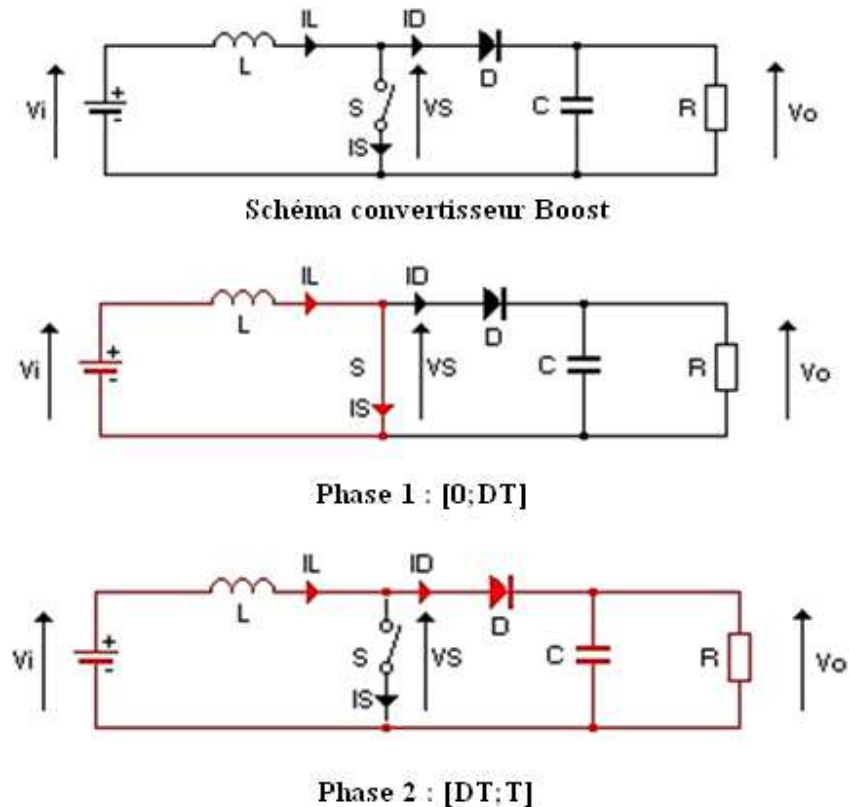 IL ID
L D
Vi + - S VS C R Vo
IS
Schéma convertisseur Boost
IL ID
L D
Vi + - S VS C R Vo
IS
Phase 1 : [0;DT]
IL ID
L D
Vi + - S VS C R Vo
IS
Phase 2 : [DT;T]